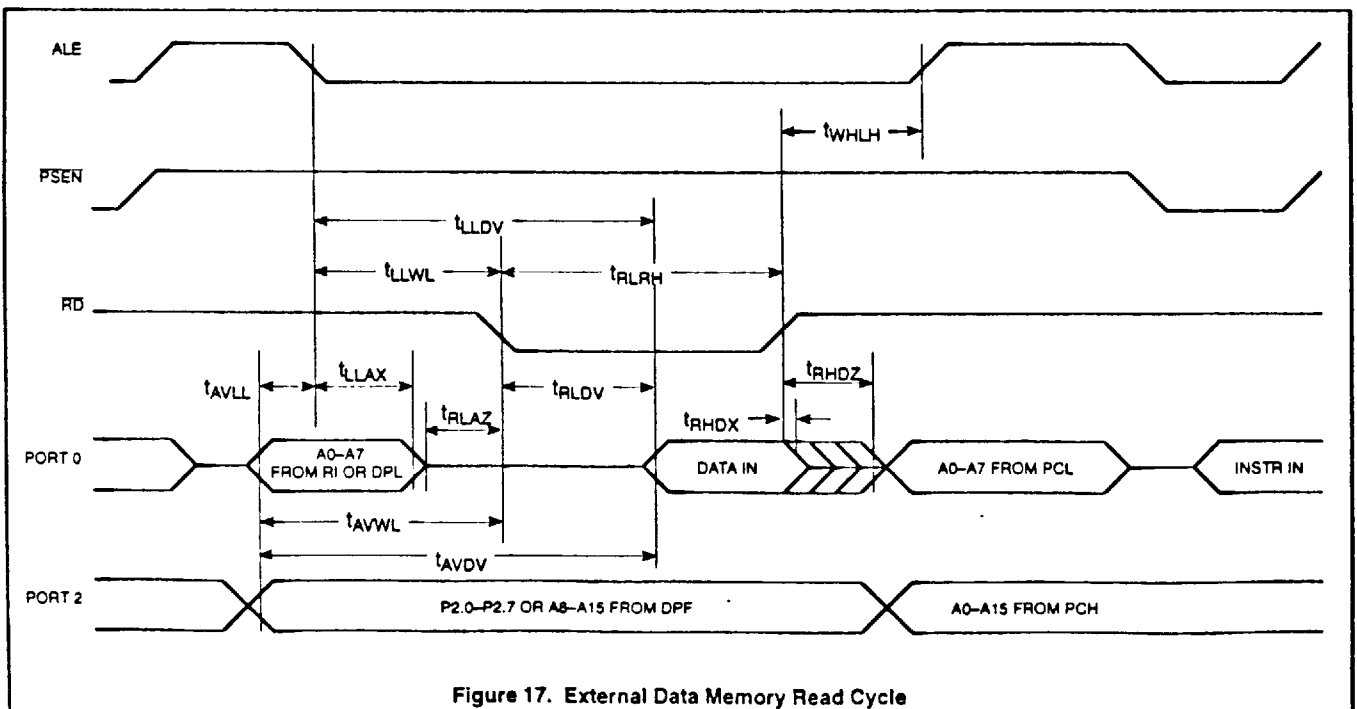 ALE
tWHLH
PSEN
tLLDV
tLLWL
tRLRH
RD
tAVLL
tLLAX
tRLAZ
tRLDV
tRHDZ
tRHDX
PORT 0
A0–A7
FROM RI OR DPL
DATA IN
A0–A7 FROM PCL
INSTR IN
tAVWL
tAVDV
PORT 2
P2.0–P2.7 OR A8–A15 FROM DPF
A0–A15 FROM PCH
Figure 17. External Data Memory Read Cycle